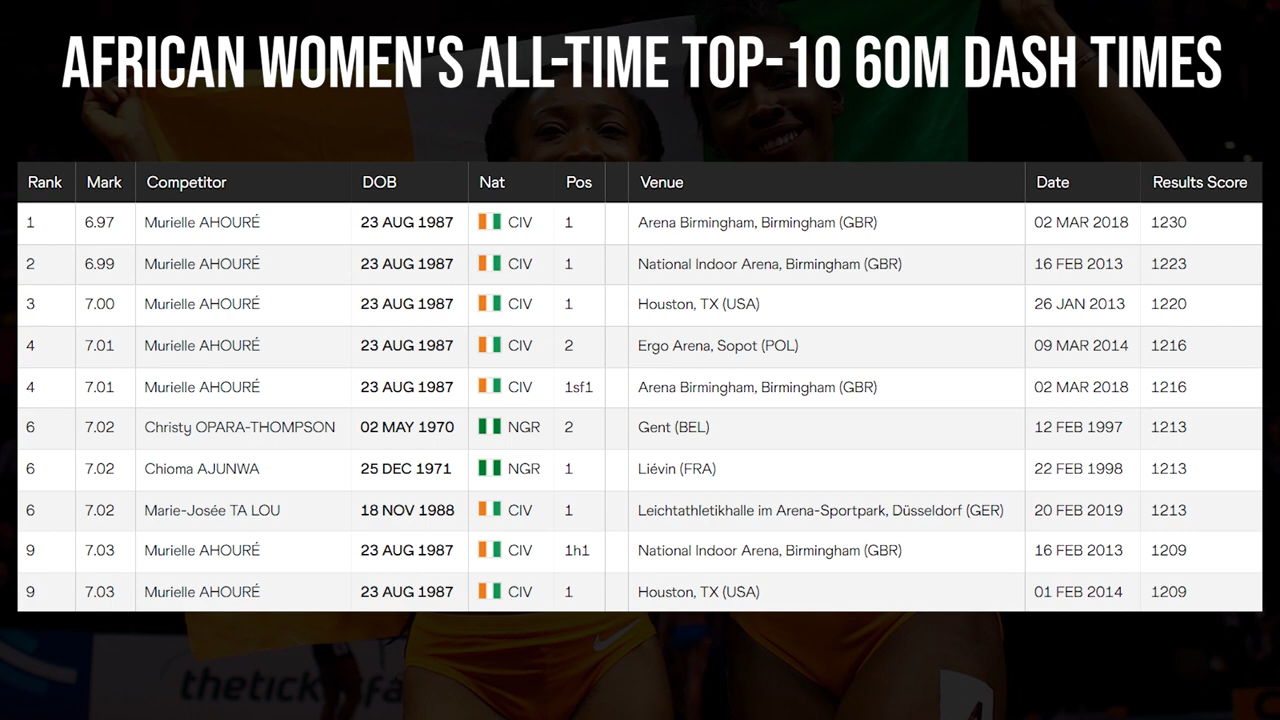 AFRICAN WOMEN'S ALL-TIME TOP-10 60M DASH TIMES
Rank Mark Competitor DOB Nat Pos Venue Date Results Score
1 6.97 Murielle AHOURÉ 23 AUG 1987 CIV 1 Arena Birmingham, Birmingham (GBR) 02 MAR 2018 1230
2 6.99 Murielle AHOURÉ 23 AUG 1987 CIV 1 National Indoor Arena, Birmingham (GBR) 16 FEB 2013 1223
3 7.00 Murielle AHOURÉ 23 AUG 1987 CIV 1 Houston, TX (USA) 26 JAN 2013 1220
4 7.01 Murielle AHOURÉ 23 AUG 1987 CIV 2 Ergo Arena, Sopot (POL) 09 MAR 2014 1216
4 7.01 Murielle AHOURÉ 23 AUG 1987 CIV 1sf1 Arena Birmingham, Birmingham (GBR) 02 MAR 2018 1216
6 7.02 Christy OPARA-THOMPSON 02 MAY 1970 NGR 2 Gent (BEL) 12 FEB 1997 1213
6 7.02 Chioma AJUNWA 25 DEC 1971 NGR 1 Liévin (FRA) 22 FEB 1998 1213
6 7.02 Marie-Josée TA LOU 18 NOV 1988 CIV 1 Leichtathletikhalle im Arena-Sportpark, Düsseldorf (GER) 20 FEB 2019 1213
9 7.03 Murielle AHOURÉ 23 AUG 1987 CIV 1h1 National Indoor Arena, Birmingham (GBR) 16 FEB 2013 1209
9 7.03 Murielle AHOURÉ 23 AUG 1987 CIV 1 Houston, TX (USA) 01 FEB 2014 1209